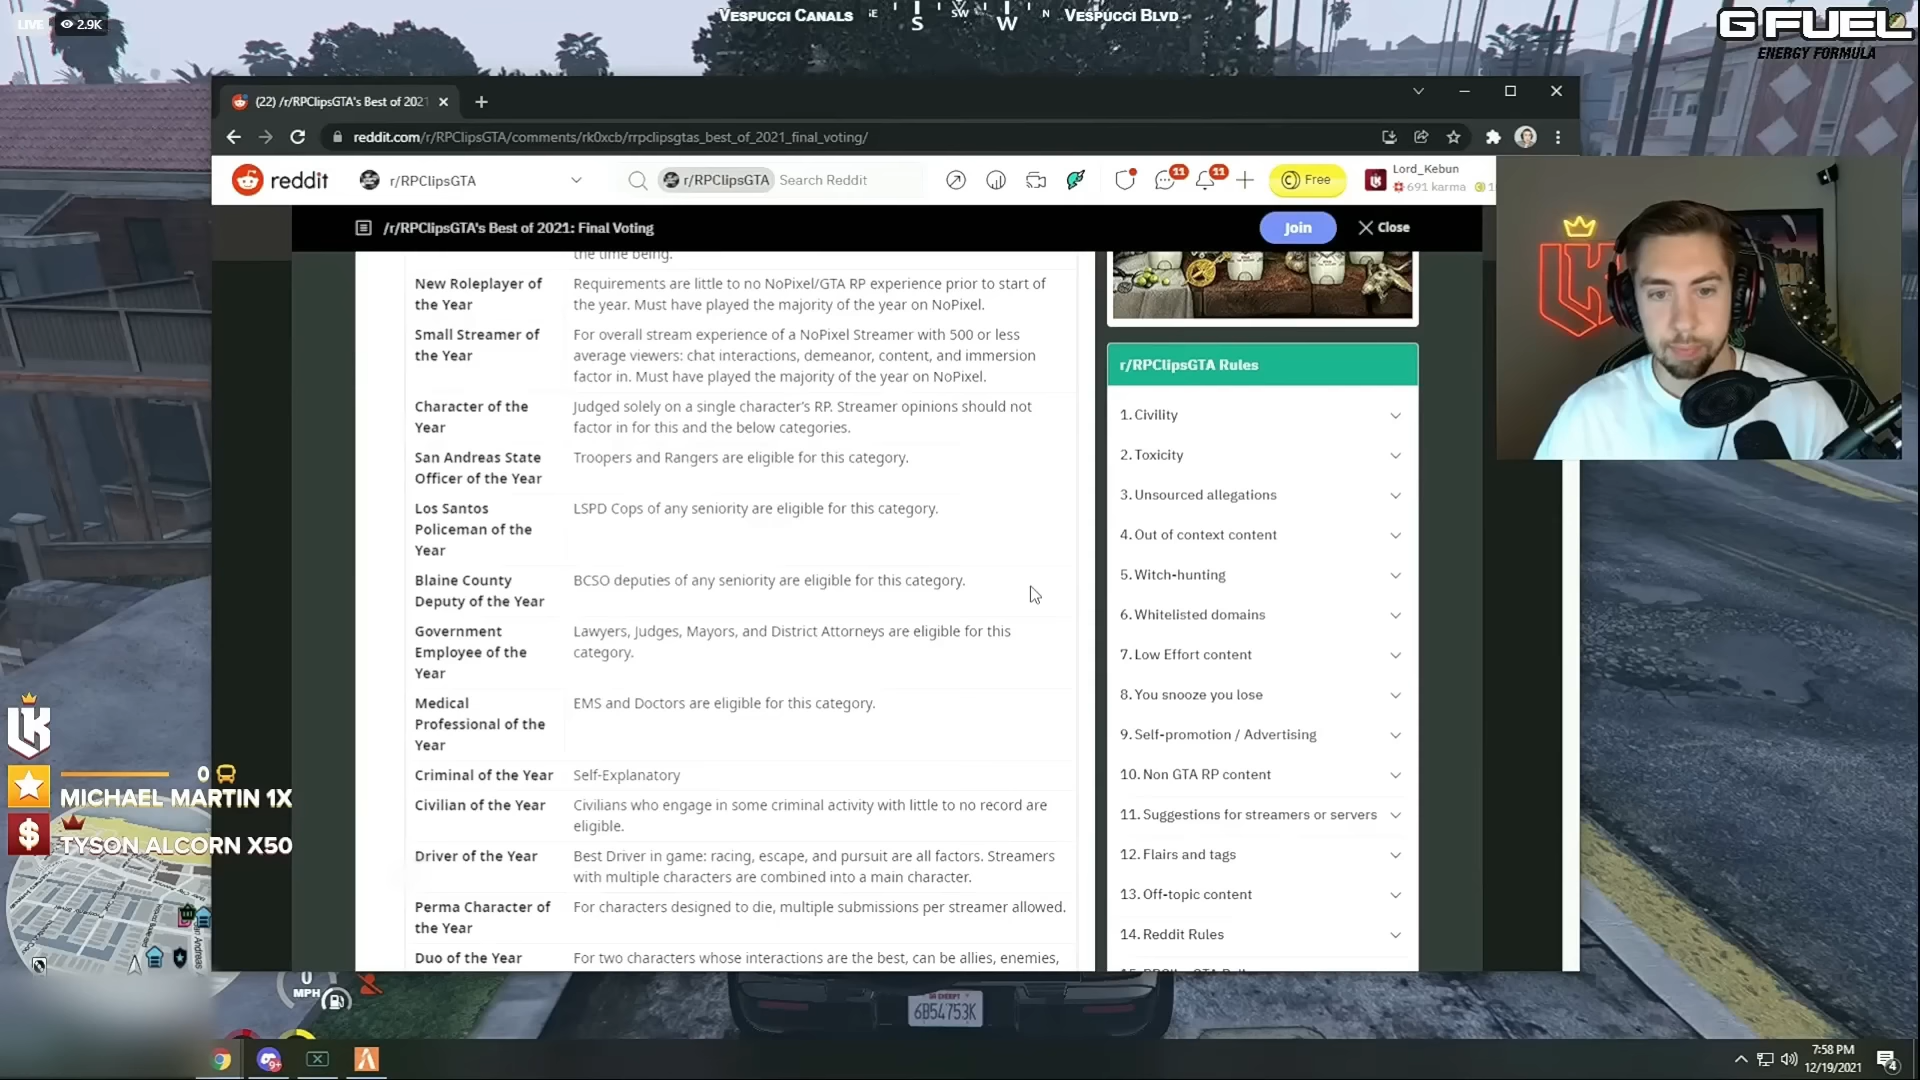 LIVE 2.9K
VESPUCCI CANALS
SE S SW W N
VESPUCCI BLVD
G FUEL
ENERGY FORMULA
(22) /r/RPClipsGTA's Best of 2021
reddit.com/r/RPClipsGTA/comments/rk0xcb/rrpclipsgtas_best_of_2021_final_voting/
reddit
r/RPClipsGTA
r/RPClipsGTA Search Reddit
11
11
Free
Lord_Kebun
691 karma
/r/RPClipsGTA's Best of 2021: Final Voting
Join
Close
the time being.
New Roleplayer of
the Year
Requirements are little to no NoPixel/GTA RP experience prior to start of
the year. Must have played the majority of the year on NoPixel.
Small Streamer of
the Year
For overall stream experience of a NoPixel Streamer with 500 or less
average viewers: chat interactions, demeanor, content, and immersion
factor in. Must have played the majority of the year on NoPixel.
Character of the
Year
Judged solely on a single character's RP. Streamer opinions should not
factor in for this and the below categories.
San Andreas State
Officer of the Year
Troopers and Rangers are eligible for this category.
Los Santos
Policeman of the
Year
LSPD Cops of any seniority are eligible for this category.
Blaine County
Deputy of the Year
BCSO deputies of any seniority are eligible for this category.
Government
Employee of the
Year
Lawyers, Judges, Mayors, and District Attorneys are eligible for this
category.
Medical
Professional of the
Year
EMS and Doctors are eligible for this category.
Criminal of the Year
Self-Explanatory
Civilian of the Year
Civilians who engage in some criminal activity with little to no record are
eligible.
Driver of the Year
Best Driver in game: racing, escape, and pursuit are all factors. Streamers
with multiple characters are combined into a main character.
Perma Character of
the Year
For characters designed to die, multiple submissions per streamer allowed.
Duo of the Year
For two characters whose interactions are the best, can be allies, enemies,
r/RPClipsGTA Rules
1. Civility
2. Toxicity
3. Unsourced allegations
4. Out of context content
5. Witch-hunting
6. Whitelisted domains
7. Low Effort content
8. You snooze you lose
9. Self-promotion / Advertising
10. Non GTA RP content
11. Suggestions for streamers or servers
12. Flairs and tags
13. Off-topic content
14. Reddit Rules
LK
LK
0
MICHAEL MARTIN 1X
$
TYSON ALCORN X50
0
MPH
6B54753K
9+
7:58 PM
12/19/2021
4